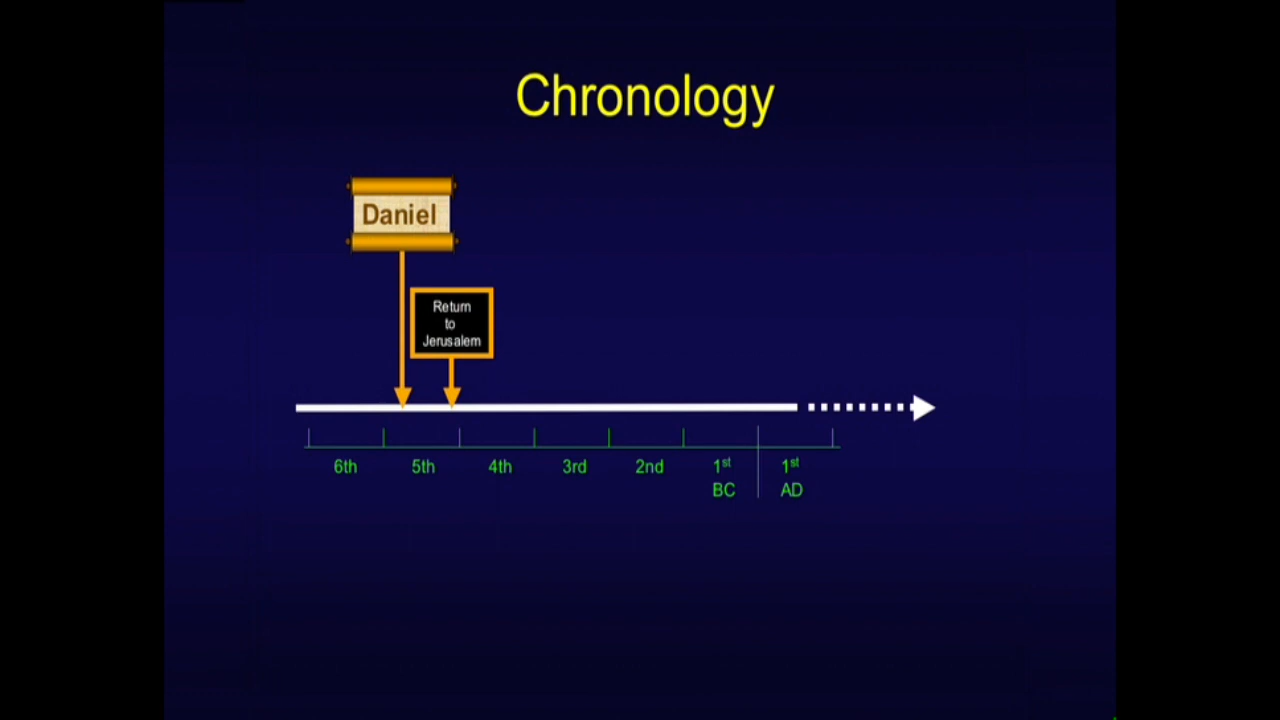 Chronology
Daniel
Return
to
Jerusalem
6th 5th 4th 3rd 2nd 1st 1st
BC AD